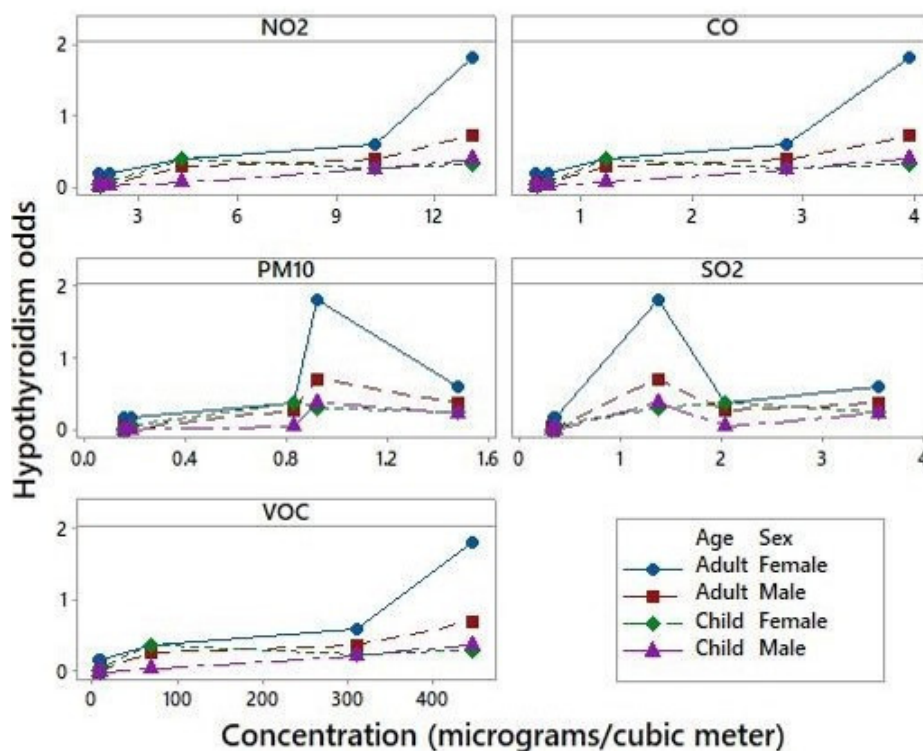 NO2
CO
2
1
0
3 6 9 12
1 2 3 4
PM10
SO2
2
1
0
0.0 0.4 0.8 1.2 1.6
0 1 2 3 4
VOC
2
1
0
0 100 200 300 400
Hypothyroidism odds
Concentration (micrograms/cubic meter)
Age Sex
Adult Female
Adult Male
Child Female
Child Male